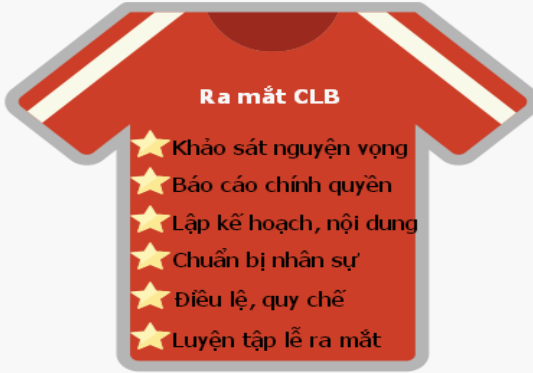 Ra mắt CLB
Khảo sát nguyện vọng
Báo cáo chính quyền
Lập kế hoạch, nội dung
Chuẩn bị nhân sự
Điều lệ, quy chế
Luyện tập lễ ra mắt